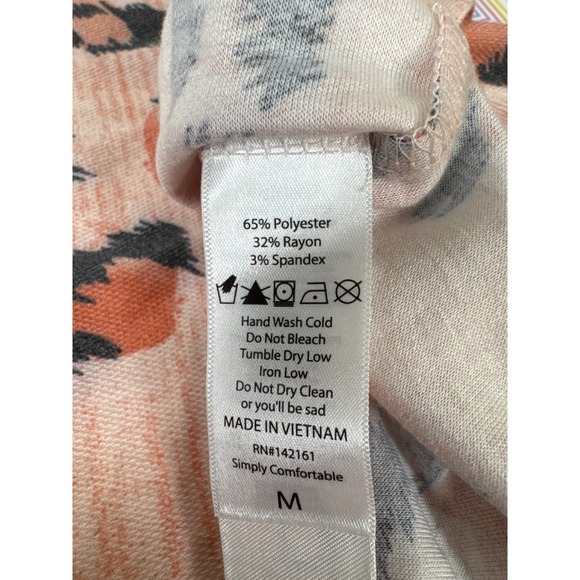 65% Polyester
32% Rayon
3% Spandex
Hand Wash Cold
Do Not Bleach
Tumble Dry Low
Iron Low
Do Not Dry Clean
or you'll be sad
MADE IN VIETNAM
RN#142161
Simply Comfortable
M